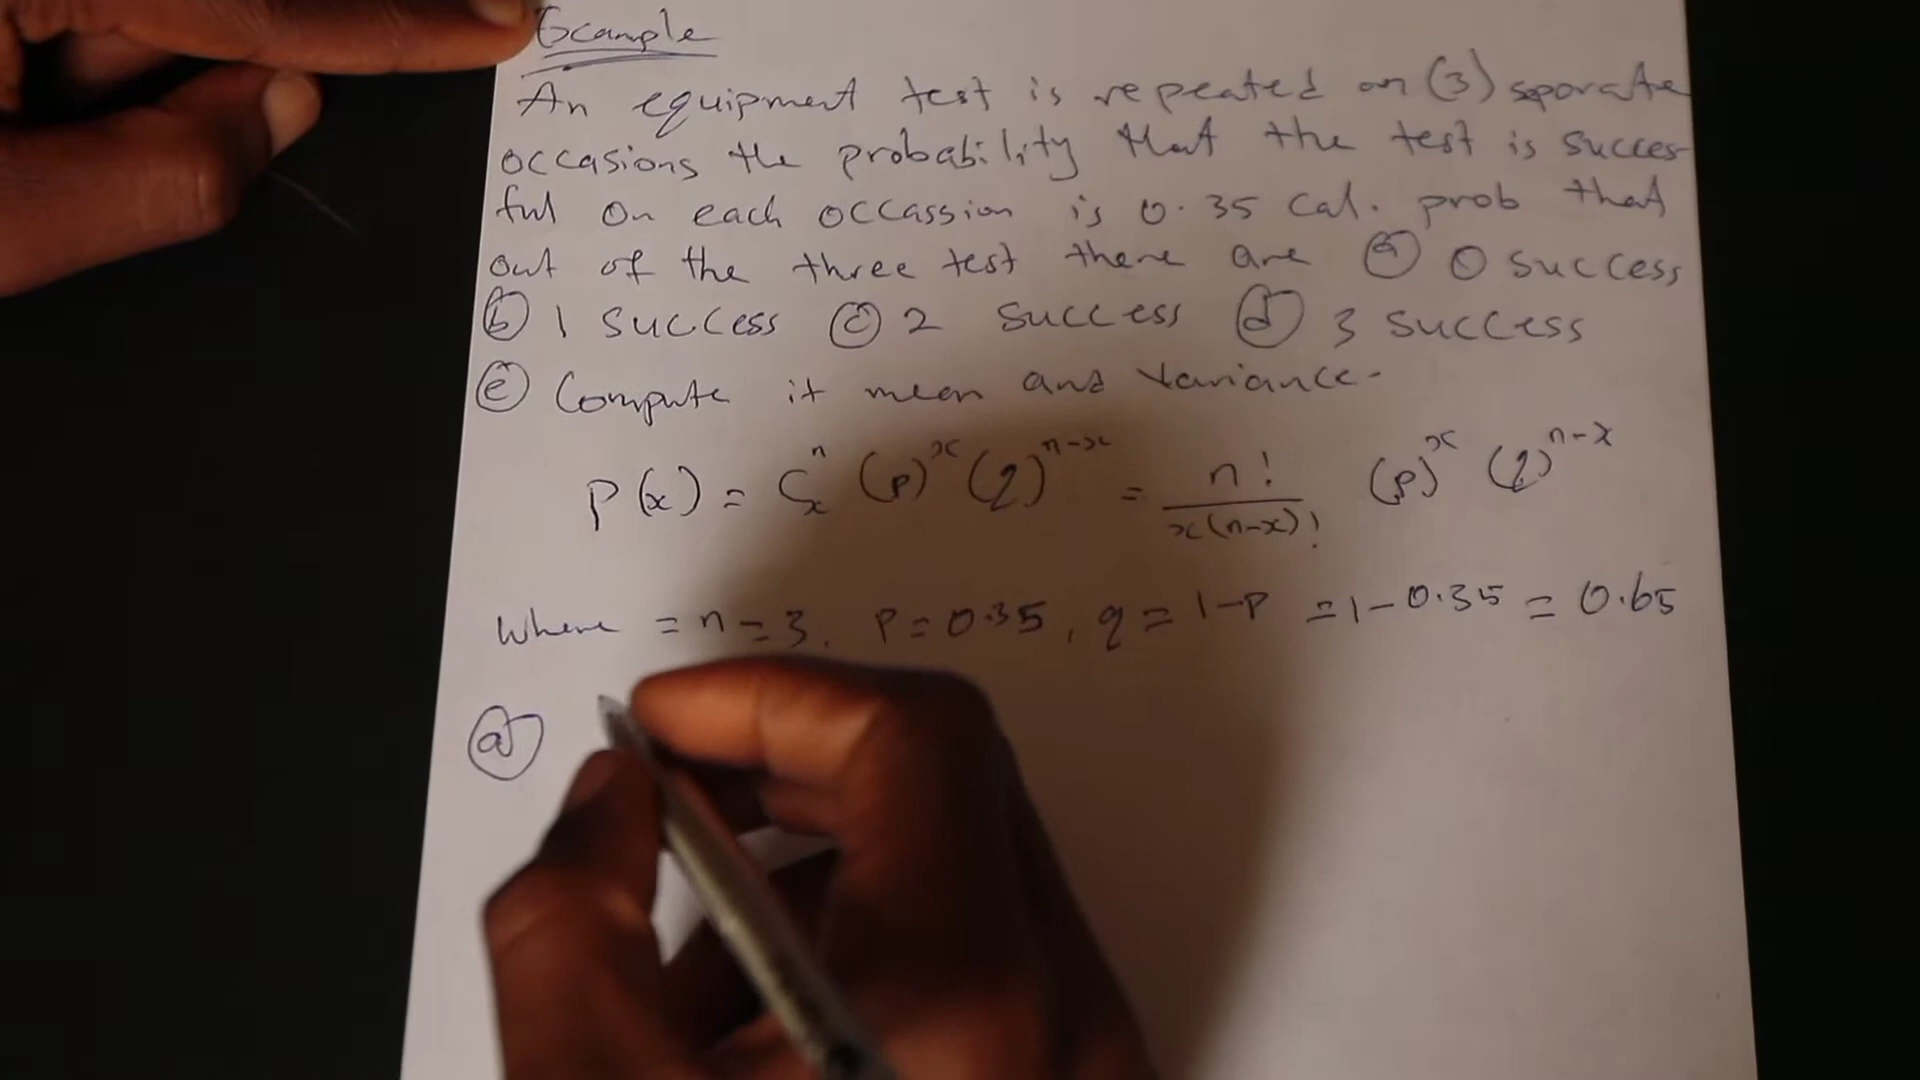 Example
An equipment test is repeated on (3) seporate
occasions the probability that the test is succes
ful on each occassion is 0.35 cal. prob that
out of the three test there are (a) 0 success
(b) 1 success (c) 2 success (d) 3 success
(e) Compute it mean and variance.
P(x) = C^n_x (p)^x (q)^{n-x} = n! / x(n-x)! (p)^x (q)^{n-x}
where = n = 3, P = 0.35, q = 1-P = 1-0.35 = 0.65
(a)